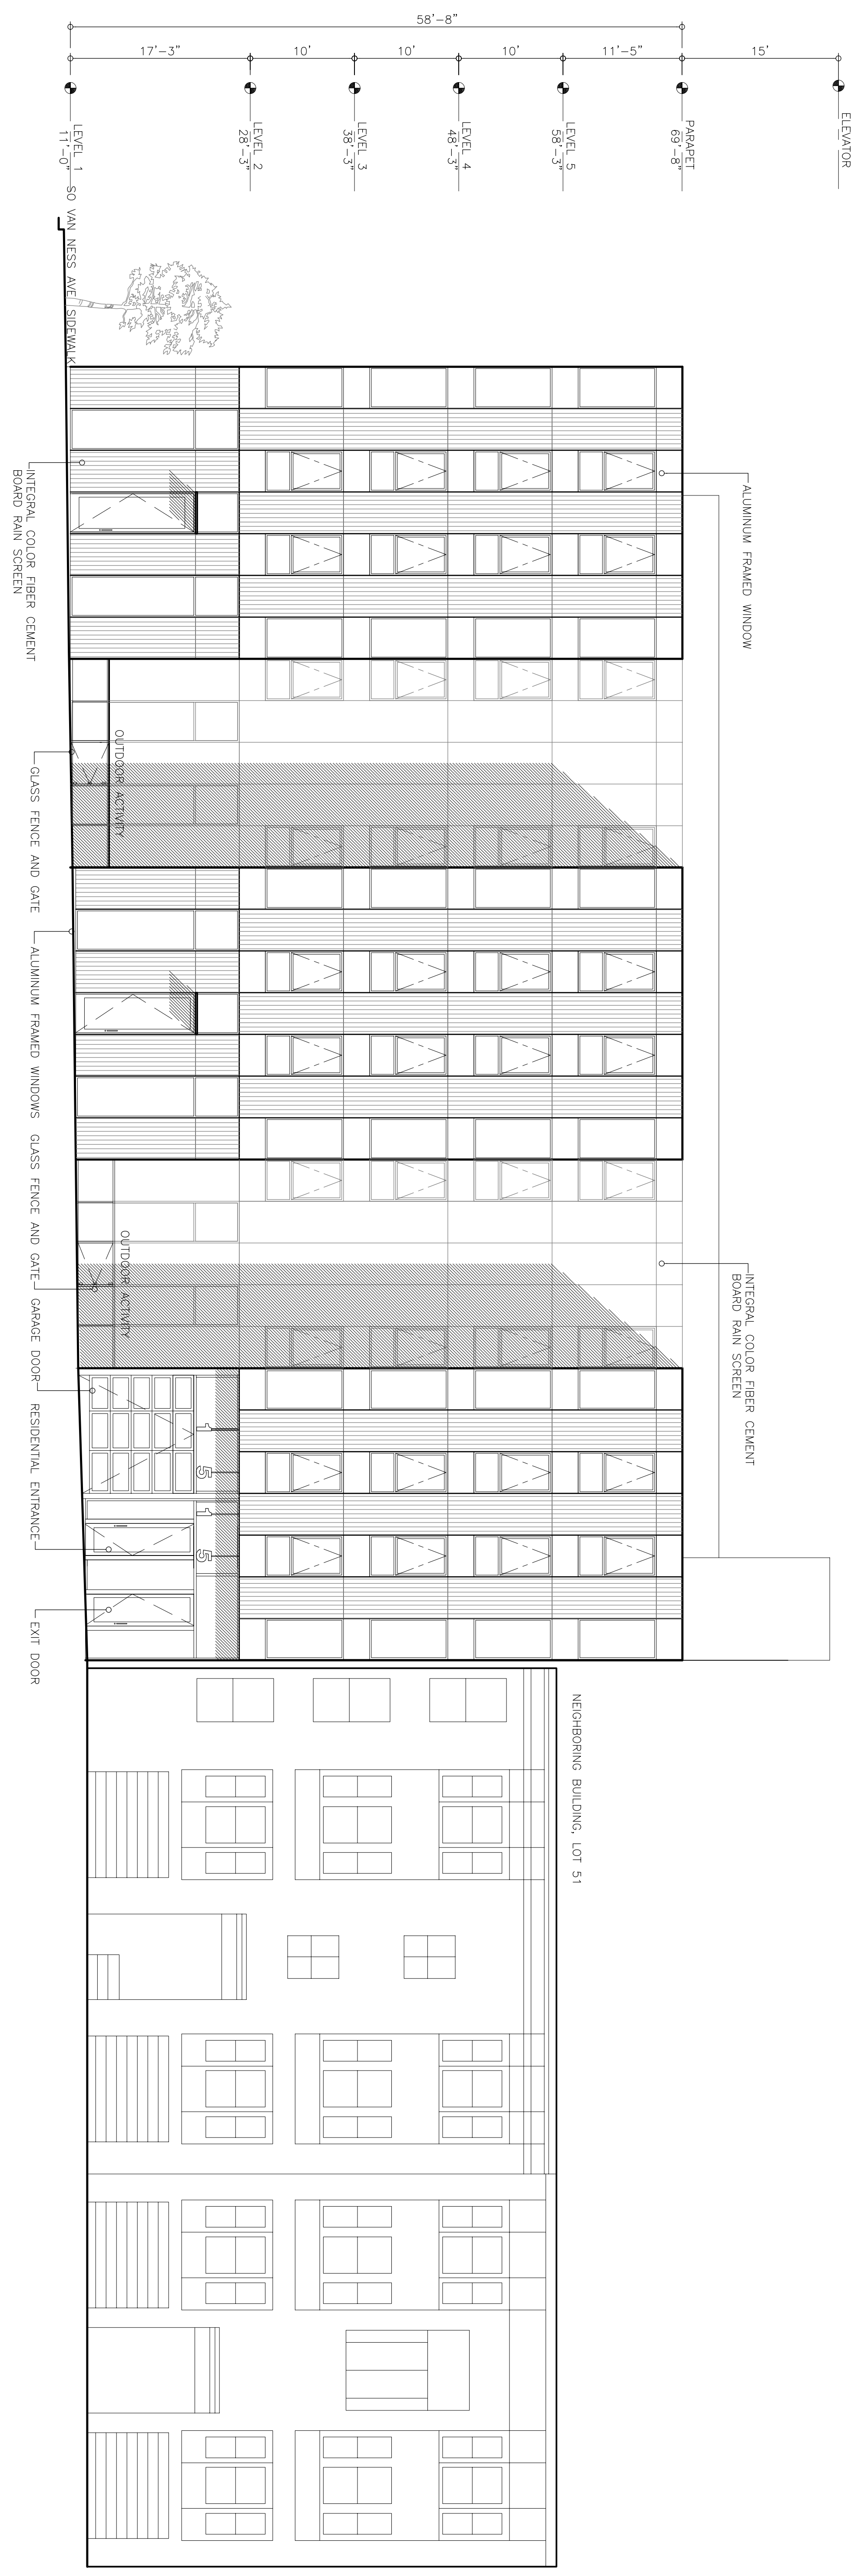 ELEVATOR
15'
PARAPET
69'-8"
11'-5"
LEVEL 5
58'-3"
10'
LEVEL 4
48'-3"
10'
LEVEL 3
38'-3"
10'
LEVEL 2
28'-3"
17'-3"
LEVEL 1
11'-0"
58'-8"
SO VAN NESS AVE SIDEWALK
ALUMINUM FRAMED WINDOW
INTEGRAL COLOR FIBER CEMENT
BOARD RAIN SCREEN
NEIGHBORING BUILDING, LOT 51
OUTDOOR ACTIVITY
OUTDOOR ACTIVITY
1 5 1 5
INTEGRAL COLOR FIBER CEMENT
BOARD RAIN SCREEN
GLASS FENCE AND GATE
ALUMINUM FRAMED WINDOWS
GLASS FENCE AND GATE
GARAGE DOOR
RESIDENTIAL ENTRANCE
EXIT DOOR